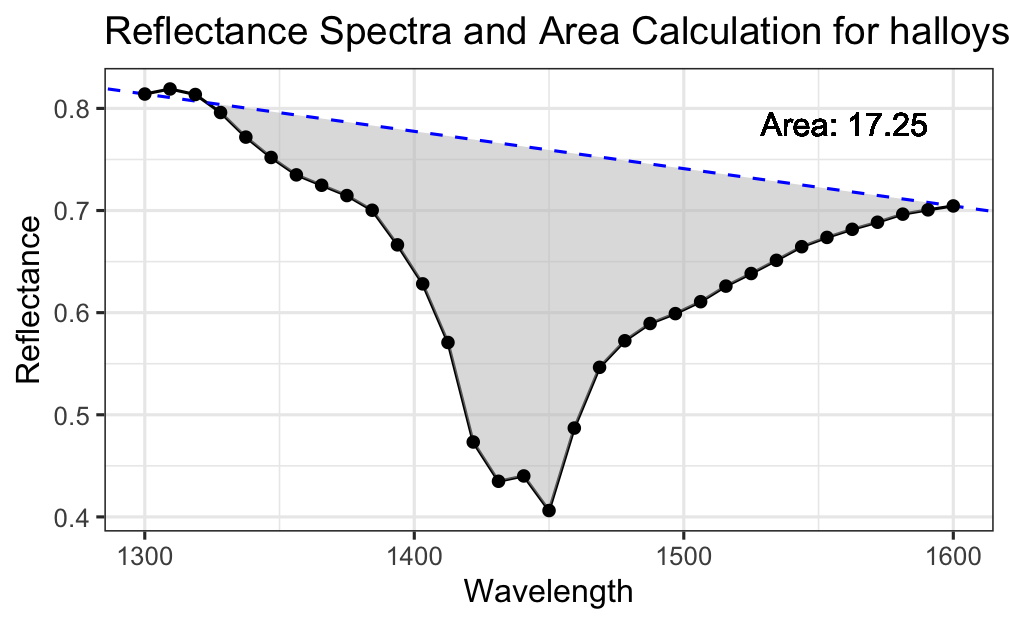 Reflectance Spectra and Area Calculation for halloys
Area: 17.25
0.8
0.7
0.6
0.5
0.4
Reflectance
1300 1400 1500 1600
Wavelength